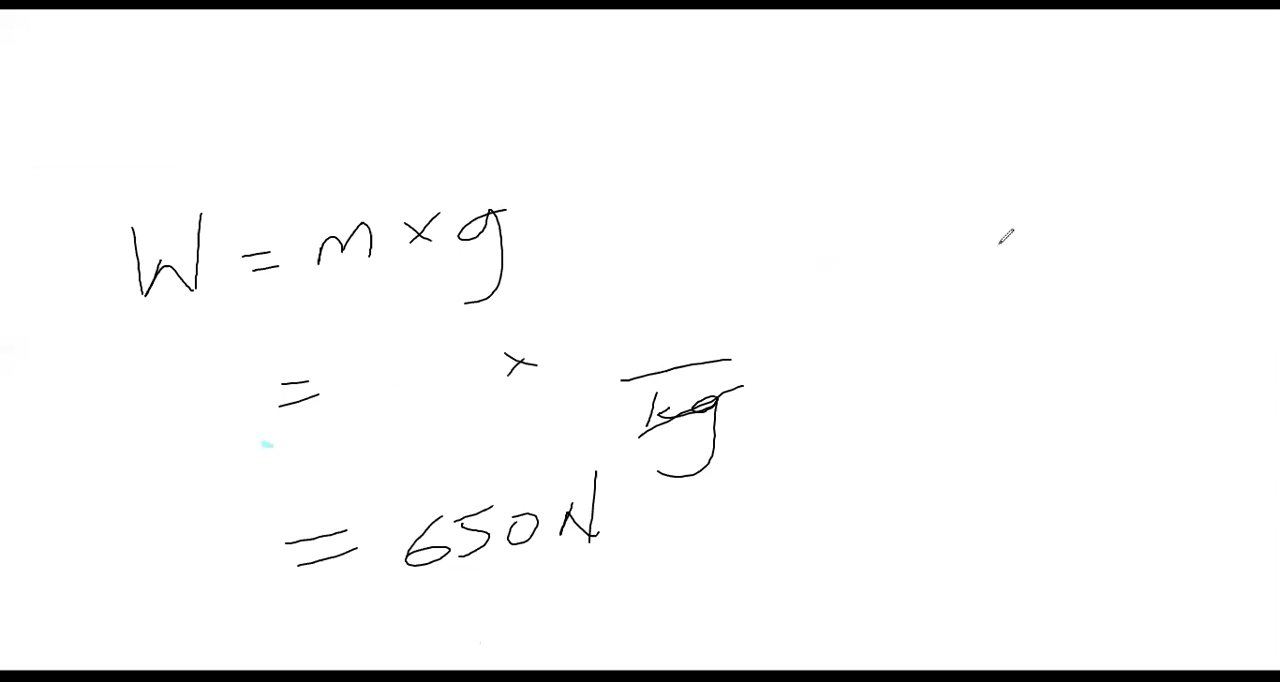 W = m × g
= × / kg
= 650N